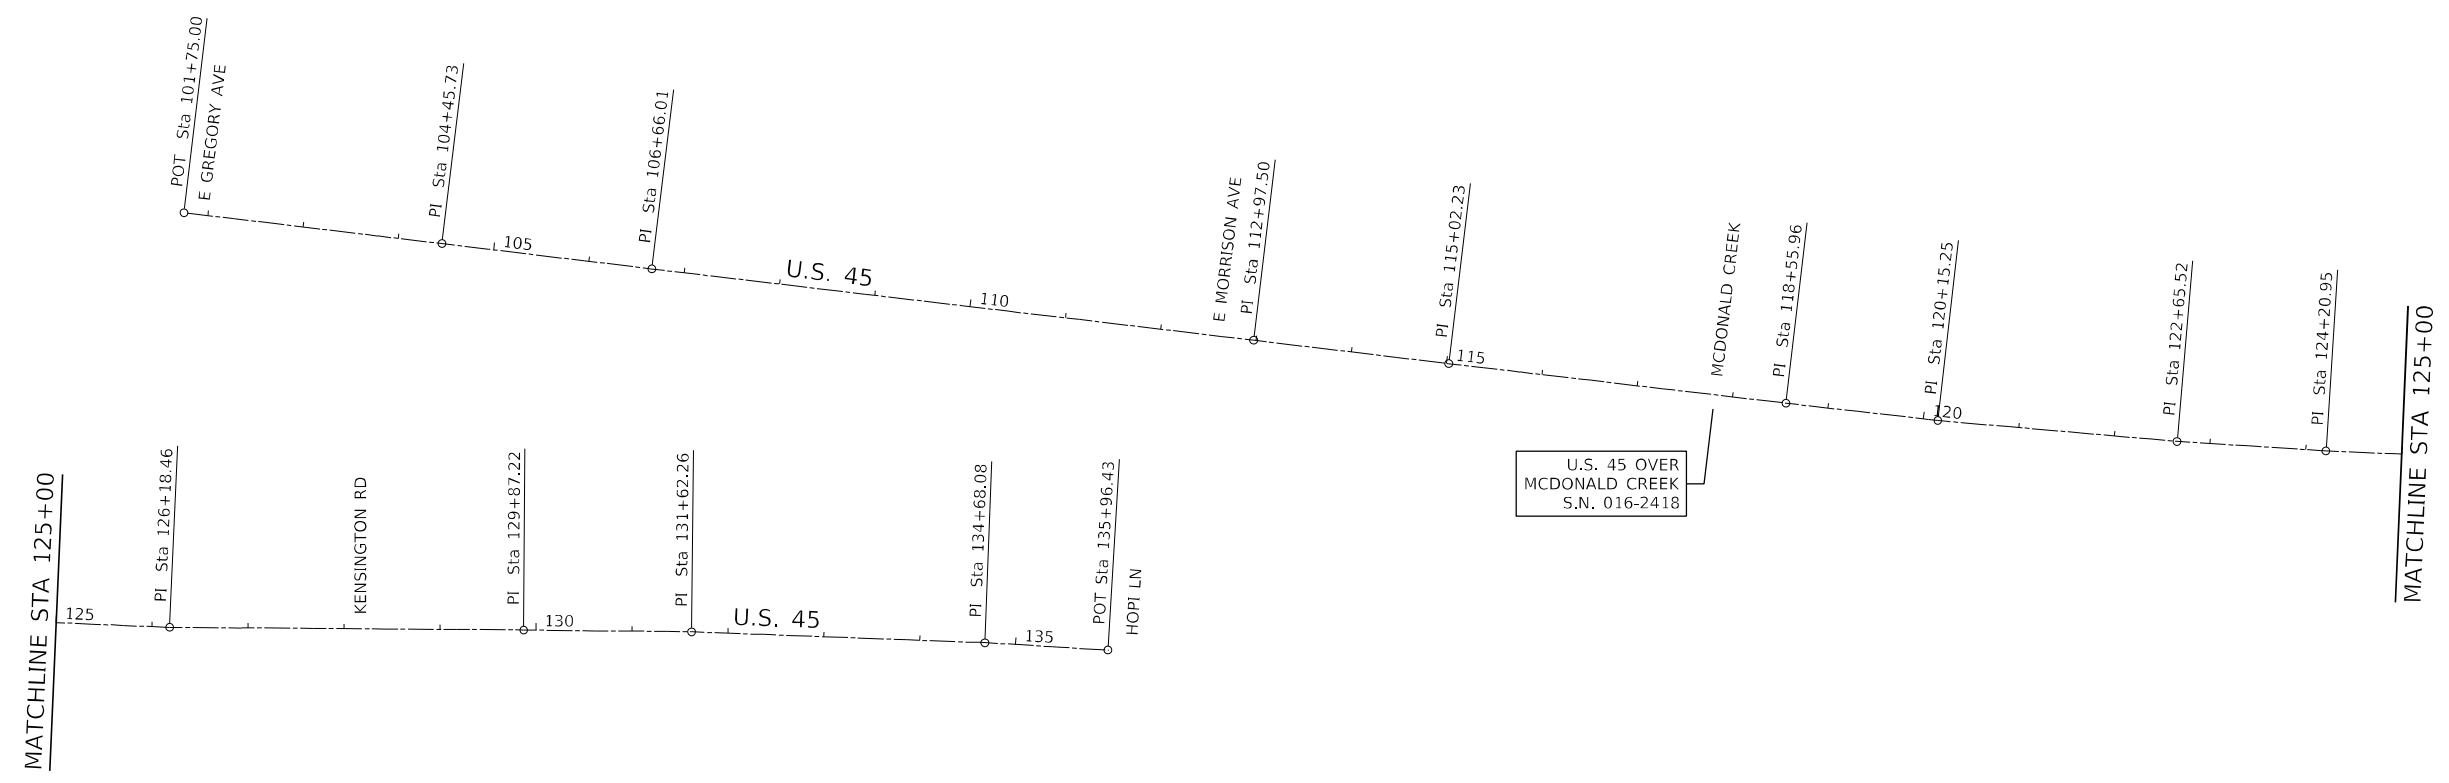 POT Sta 101+75.00
E GREGORY AVE
PI Sta 104+45.73
105
PI Sta 106+66.01
U.S. 45
110
E MORRISON AVE
PI Sta 112+97.50
PI Sta 115+02.23
115
MCDONALD CREEK
PI Sta 118+55.96
PI Sta 120+15.25
120
PI Sta 122+65.52
PI Sta 124+20.95
MATCHLINE STA 125+00
U.S. 45 OVER
MCDONALD CREEK
S.N. 016-2418
MATCHLINE STA 125+00
125
PI Sta 126+18.46
KENSINGTON RD
PI Sta 129+87.22
130
PI Sta 131+62.26
U.S. 45
PI Sta 134+68.08
135
POT Sta 135+96.43
HOPI LN